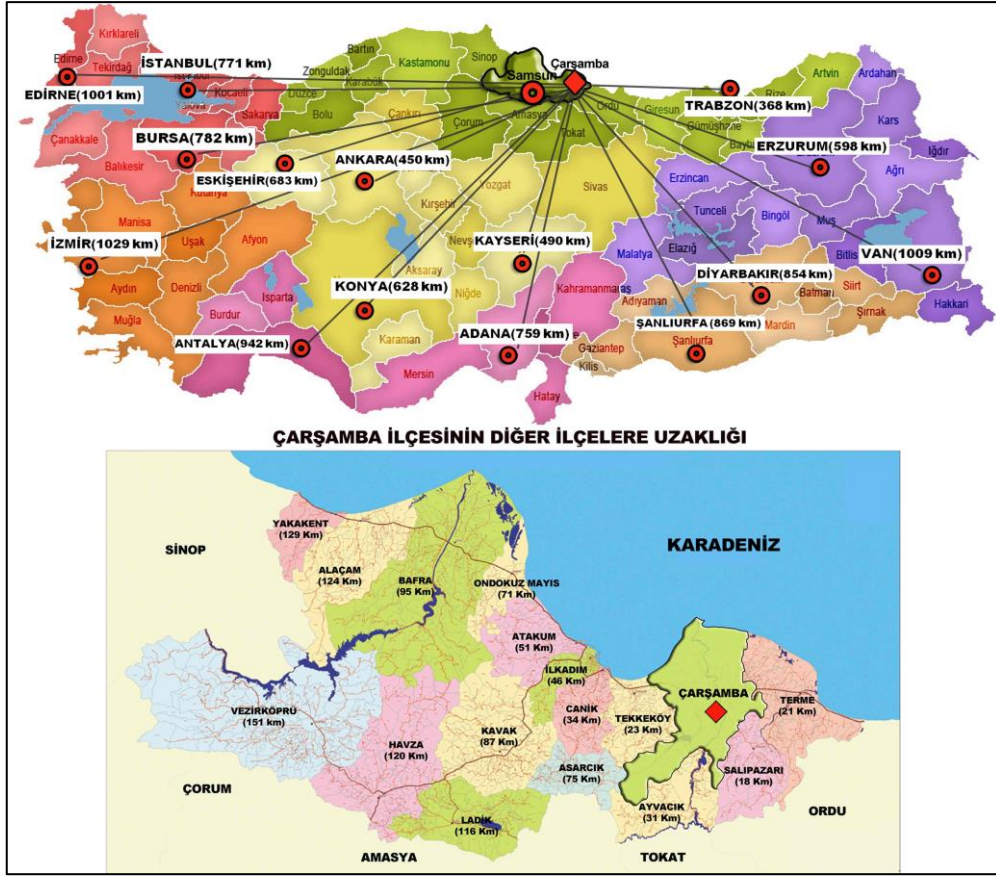 Kırklareli
Edirne
Tekirdağ
İSTANBUL(771 km)
EDİRNE(1001 km)
Kocaeli
Yalova
Sakarya
Düzce
Zonguldak
Bartın
Karabük
Kastamonu
Sinop
Samsun
Çarşamba
Bolu
Çankırı
Çorum
Amasya
Tokat
Ordu
Giresun
TRABZON(368 km)
Rize
Artvin
Ardahan
Kars
Gümüşhane
ERZURUM(598 km)
Iğdır
Ağrı
Çanakkale
BURSA(782 km)
Balıkesir
ESKİŞEHİR(683 km)
ANKARA(450 km)
Kütahya
Kırşehir
Yozgat
Sivas
Erzincan
Tunceli
Bingöl
Muş
Manisa
Uşak
Afyon
İZMİR(1029 km)
Aydın
Denizli
Muğla
Isparta
Burdur
KONYA(628 km)
Aksaray
KAYSERİ(490 km)
Niğde
Karaman
ANTALYA(942 km)
ADANA(759 km)
Mersin
Kahramanmaraş
Malatya
Elazığ
Adıyaman
DİYARBAKIR(854 km)
Bitlis
VAN(1009 km)
Batman
Siirt
Şırnak
Hakkari
ŞANLIURFA(869 km)
Şanlıurfa
Mardin
Gaziantep
Kilis
Hatay
ÇARŞAMBA İLÇESİNİN DİĞER İLÇELERE UZAKLIĞI
SİNOP
YAKAKENT
(129 Km)
ALAÇAM
(124 Km)
BAFRA
(95 Km)
ONDOKUZ MAYIS
(71 Km)
KARADENİZ
ATAKUM
(51 Km)
İLKADIM
(46 Km)
CANİK
(34 Km)
TEKKEKÖY
(23 Km)
ÇARŞAMBA
TERME
(21 Km)
VEZİRKÖPRÜ
(151 km)
HAVZA
(120 Km)
KAVAK
(87 Km)
ASARCIK
(75 Km)
SALIPAZARI
(18 Km)
AYVACIK
(31 Km)
LADİK
(116 Km)
ÇORUM
AMASYA
TOKAT
ORDU